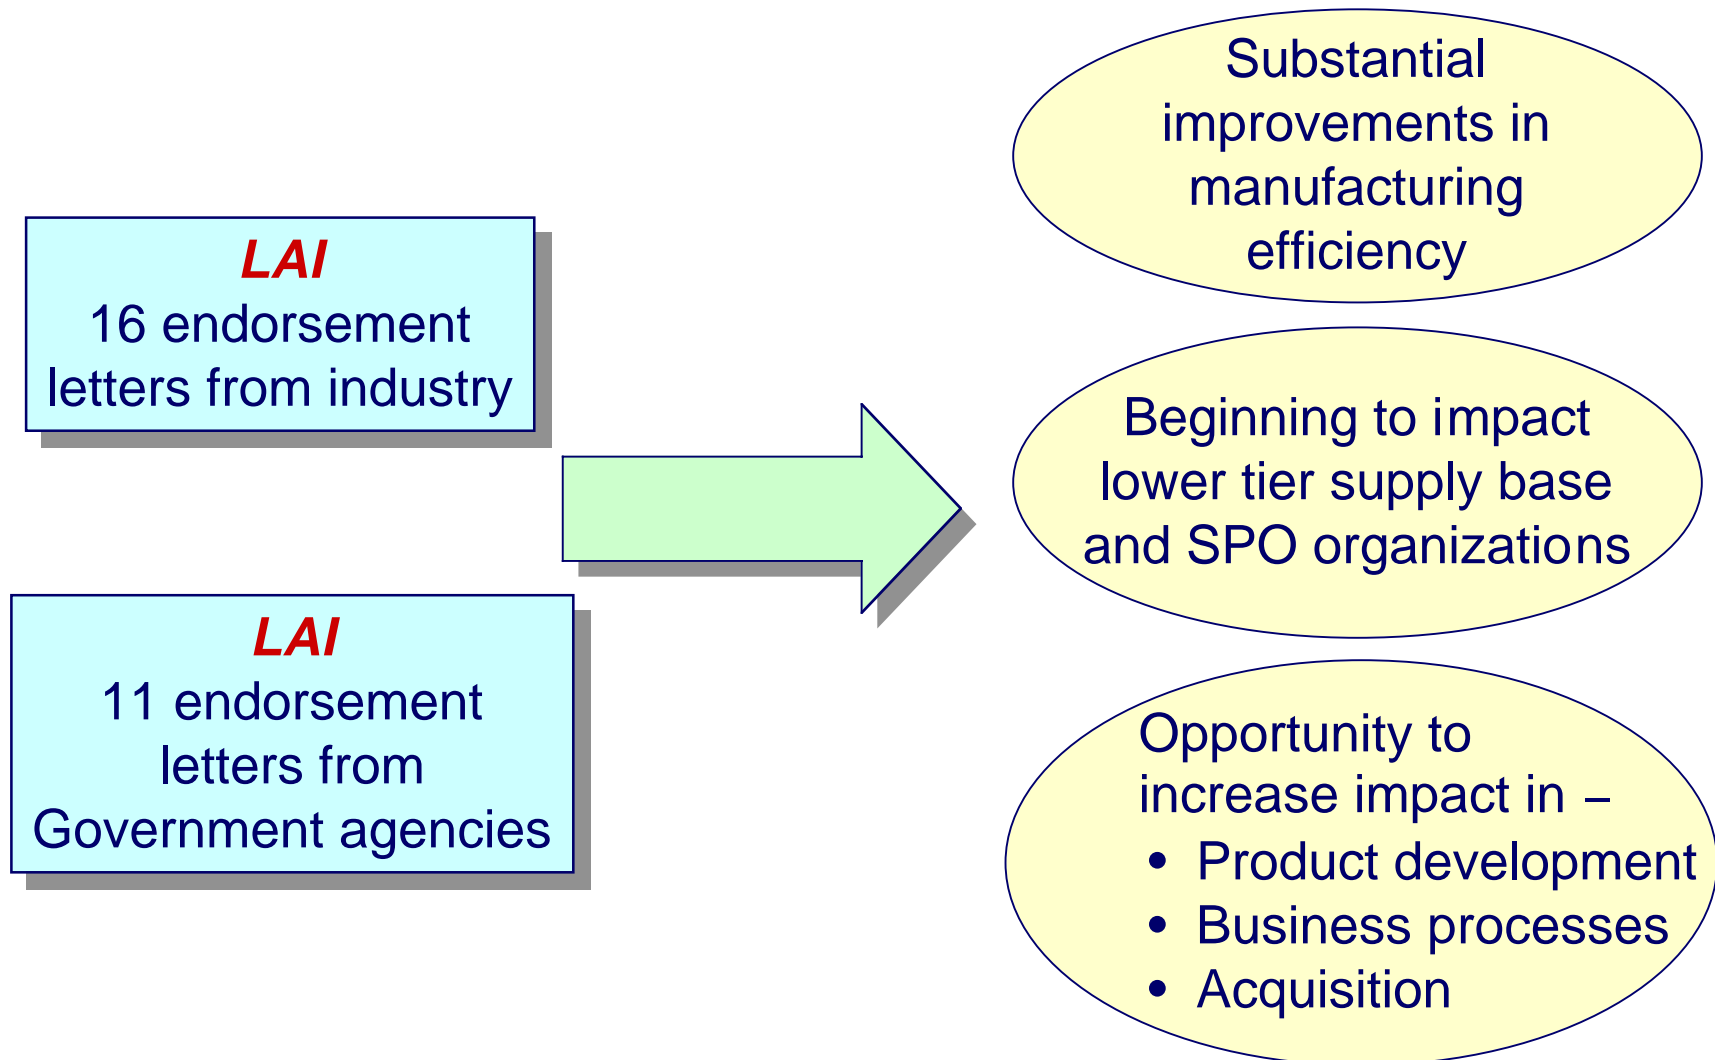 LAI
16 endorsement
letters from industry
LAI
11 endorsement
letters from
Government agencies
Substantial
improvements in
manufacturing
efficiency
Beginning to impact
lower tier supply base
and SPO organizations
Opportunity to
increase impact in –
• Product development
• Business processes
• Acquisition